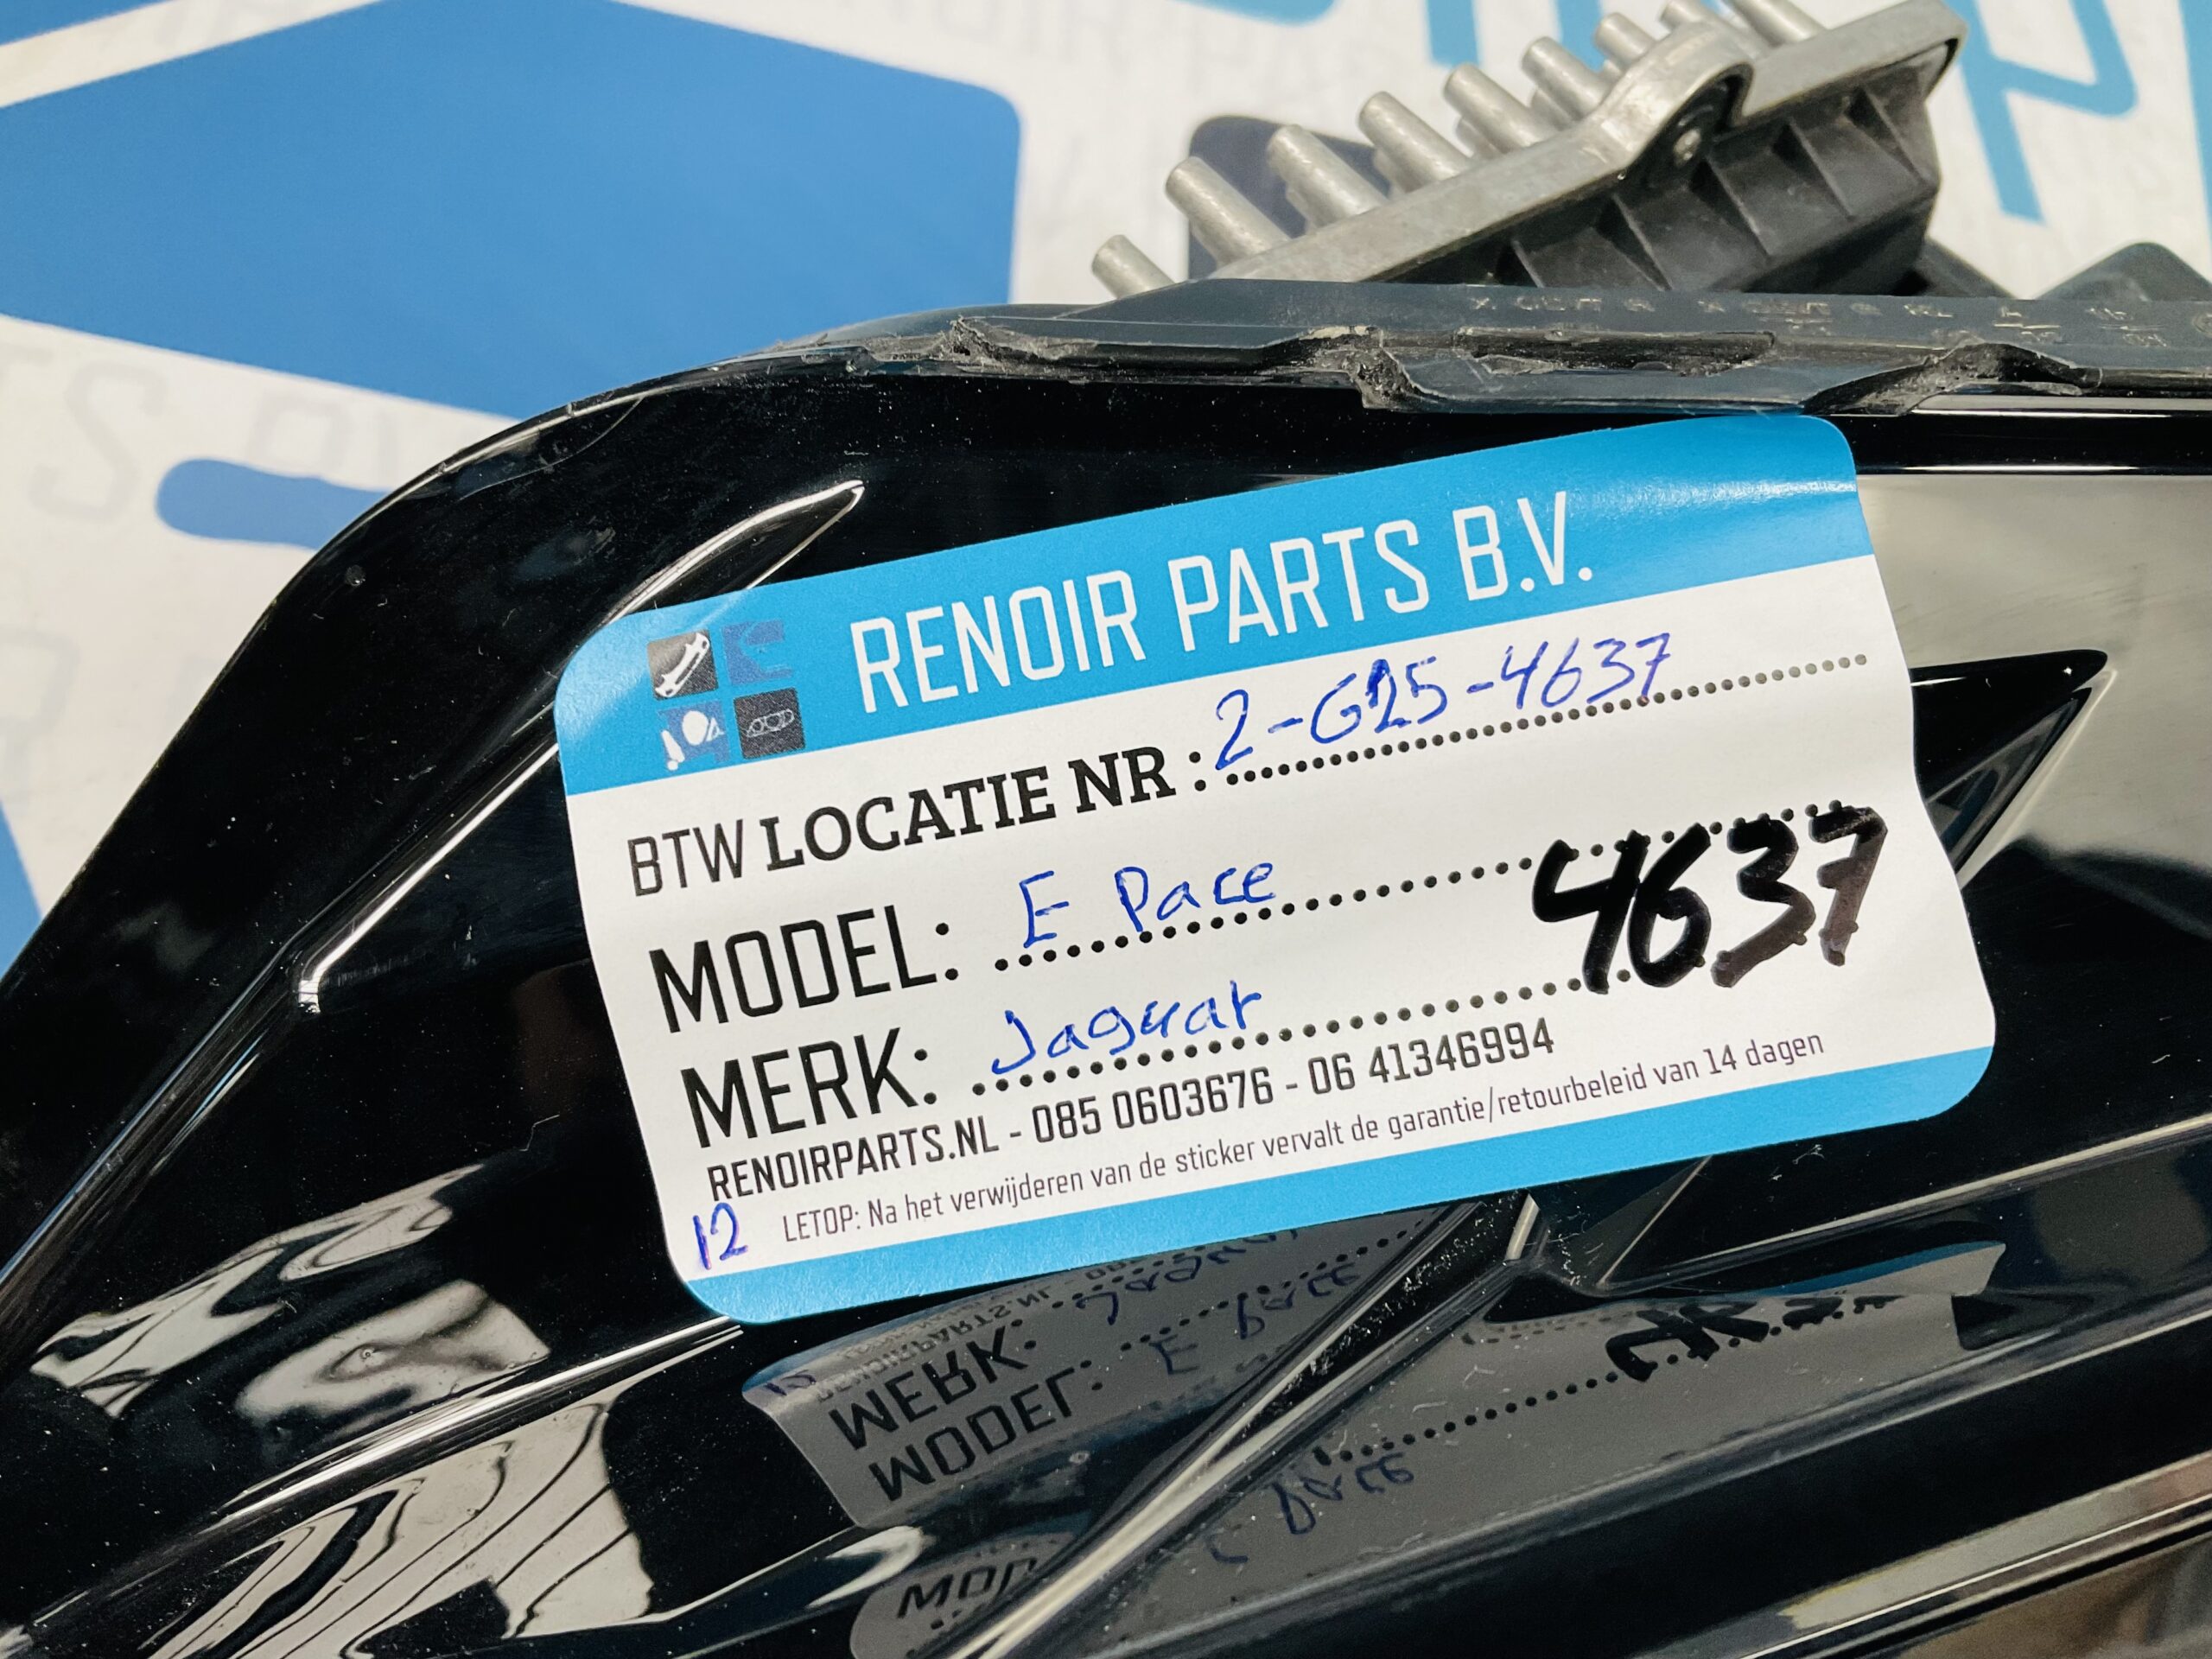 RENOIR PARTS B.V.
BTW LOCATIE NR : 2-G25-4637
MODEL: E Pace
4637
MERK: Jaguar
RENOIRPARTS.NL - 085 0603676 - 06 41346994
12 LETOP: Na het verwijderen van de sticker vervalt de garantie/retourbeleid van 14 dagen